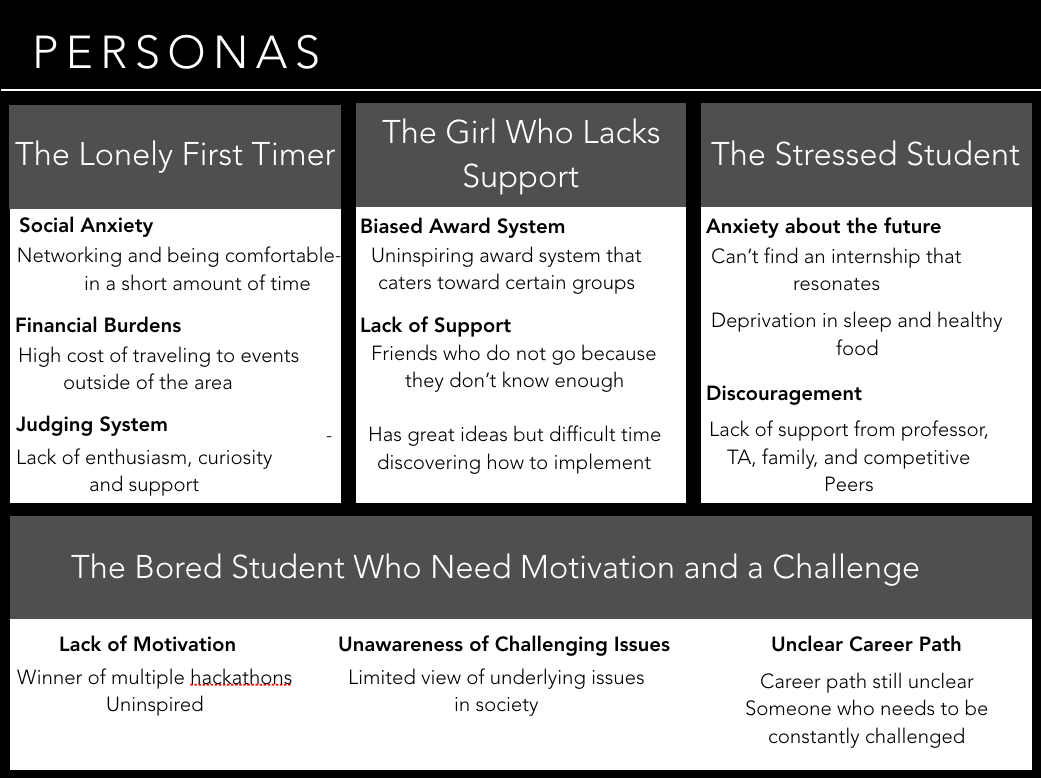 PERSONAS
The Lonely First Timer
Social Anxiety
Networking and being comfortable-
in a short amount of time
Financial Burdens
High cost of traveling to events
outside of the area
Judging System
-
Lack of enthusiasm, curiosity
and support
The Girl Who Lacks
Support
Biased Award System
Uninspiring award system that
caters toward certain groups
Lack of Support
Friends who do not go because
they don’t know enough
Has great ideas but difficult time
discovering how to implement
The Stressed Student
Anxiety about the future
Can’t find an internship that
resonates
Deprivation in sleep and healthy
food
Discouragement
Lack of support from professor,
TA, family, and competitive
Peers
The Bored Student Who Need Motivation and a Challenge
Lack of Motivation
Winner of multiple hackathons
Uninspired
Unawareness of Challenging Issues
Limited view of underlying issues
in society
Unclear Career Path
Career path still unclear
Someone who needs to be
constantly challenged